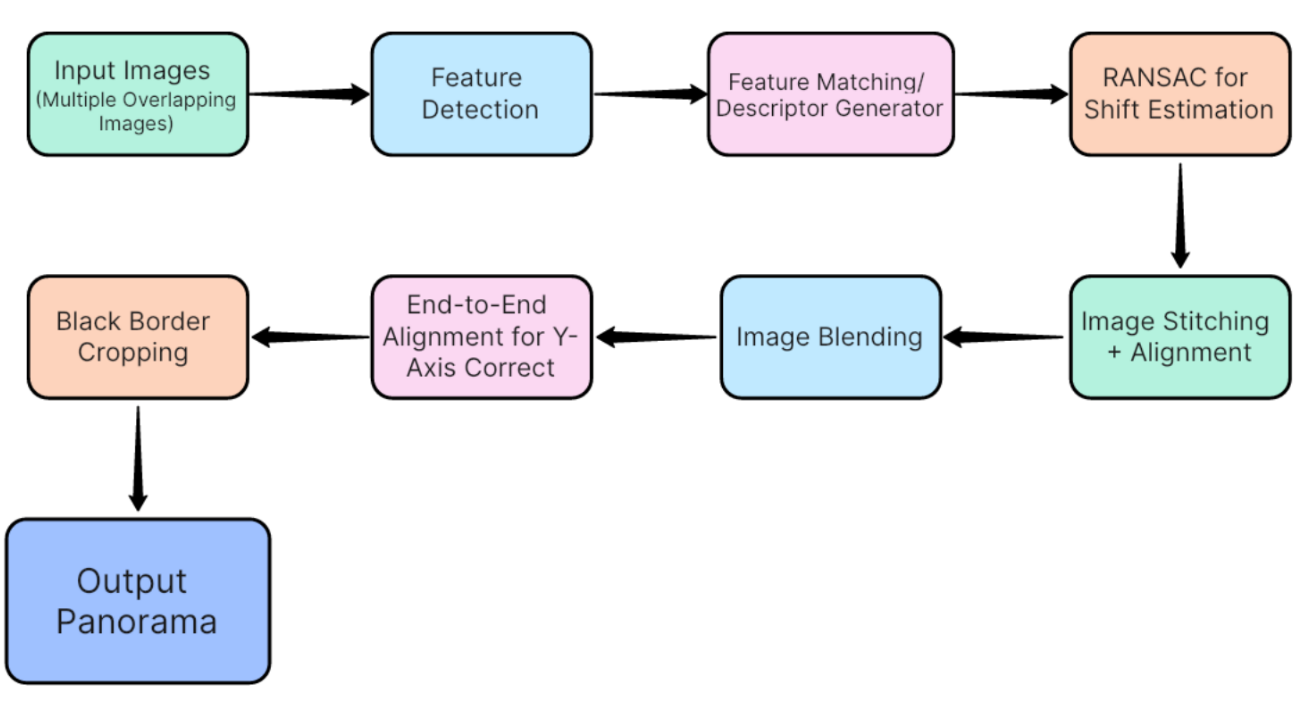 Input Images
(Multiple Overlapping
Images)
Feature
Detection
Feature Matching/
Descriptor Generator
RANSAC for
Shift Estimation
Black Border
Cropping
End-to-End
Alignment for Y-
Axis Correct
Image Blending
Image Stitching
+ Alignment
Output
Panorama